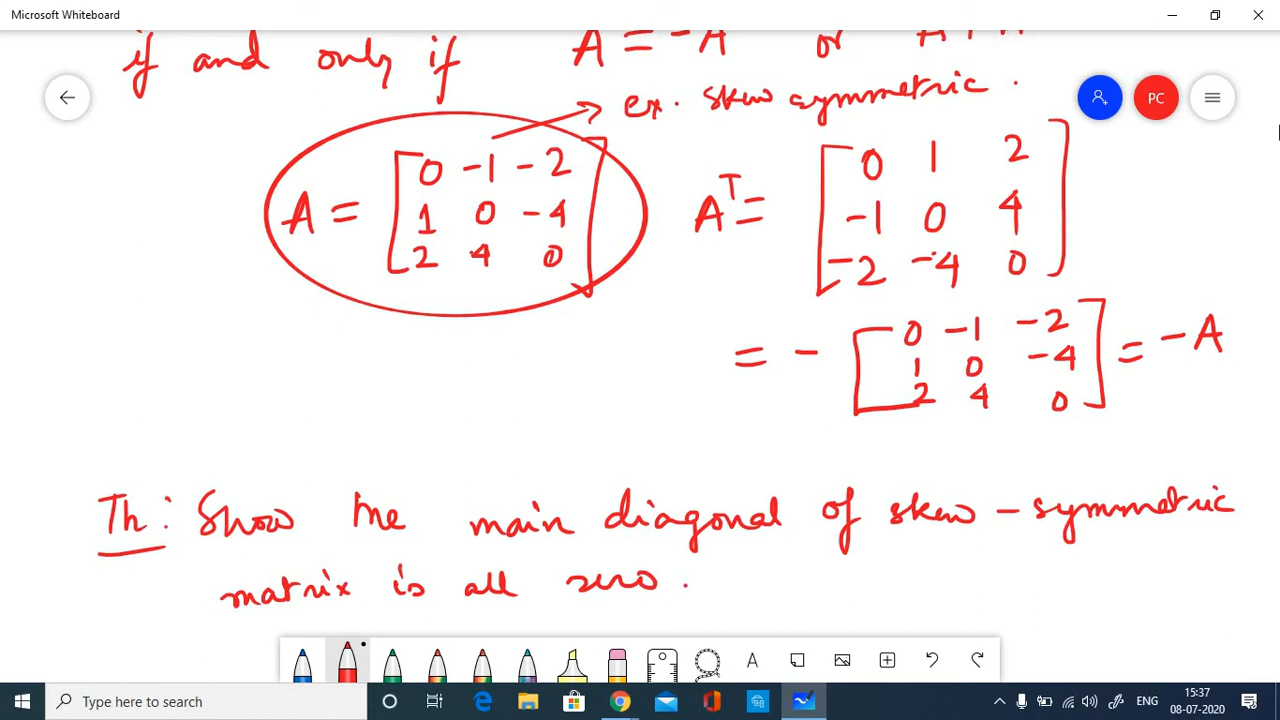 Microsoft Whiteboard
if and only if A = -A or
ex. skew symmetric.
A = [0 -1 -2
1 0 -4
2 4 0]
A^T = [0 1 2
-1 0 4
-2 -4 0]
= - [0 -1 -2
1 0 -4
2 4 0] = -A
PC
Th: Show the main diagonal of skew-symmetric
matrix is all zero.
A
Type here to search
ENG
15:37
08-07-2020